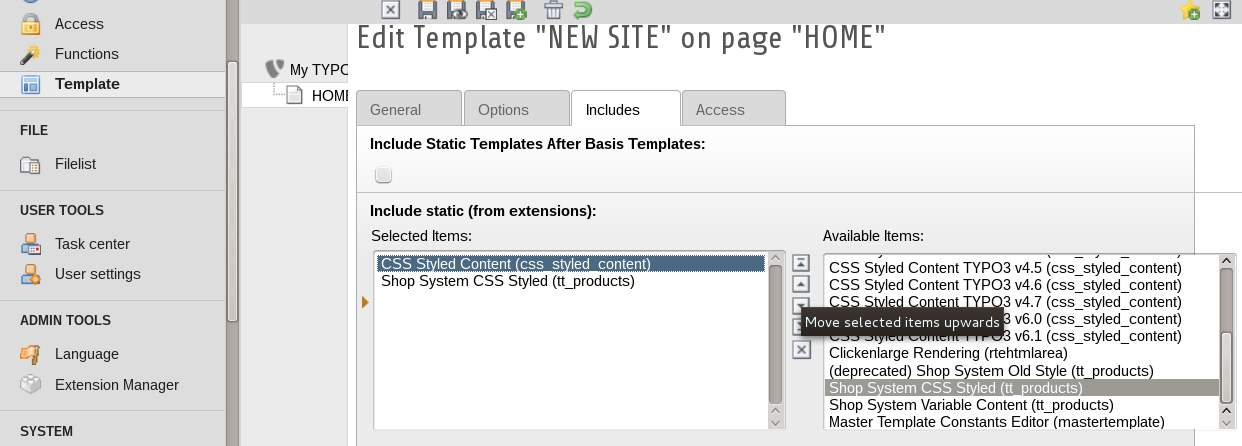 Access
Functions
Template
FILE
Filelist
USER TOOLS
Task center
User settings
ADMIN TOOLS
Language
Extension Manager
SYSTEM
My TYPO
HOME
Edit Template "NEW SITE" on page "HOME"
General
Options
Includes
Access
Include Static Templates After Basis Templates:
Include static (from extensions):
Selected Items:
CSS Styled Content (css_styled_content)
Shop System CSS Styled (tt_products)
Available Items:
CSS Styled Content TYPO3 v4.5 (css_styled_content)
CSS Styled Content TYPO3 v4.6 (css_styled_content)
CSS Styled Content TYPO3 v4.7 (css_styled_content)
3 v6.0 (css_styled_content)
Move selected items upwards
CSS Styled Content TYPO3 v6.1 (css_styled_content)
Clickenlarge Rendering (rtehtmlarea)
(deprecated) Shop System Old Style (tt_products)
Shop System CSS Styled (tt_products)
Shop System Variable Content (tt_products)
Master Template Constants Editor (mastertemplate)